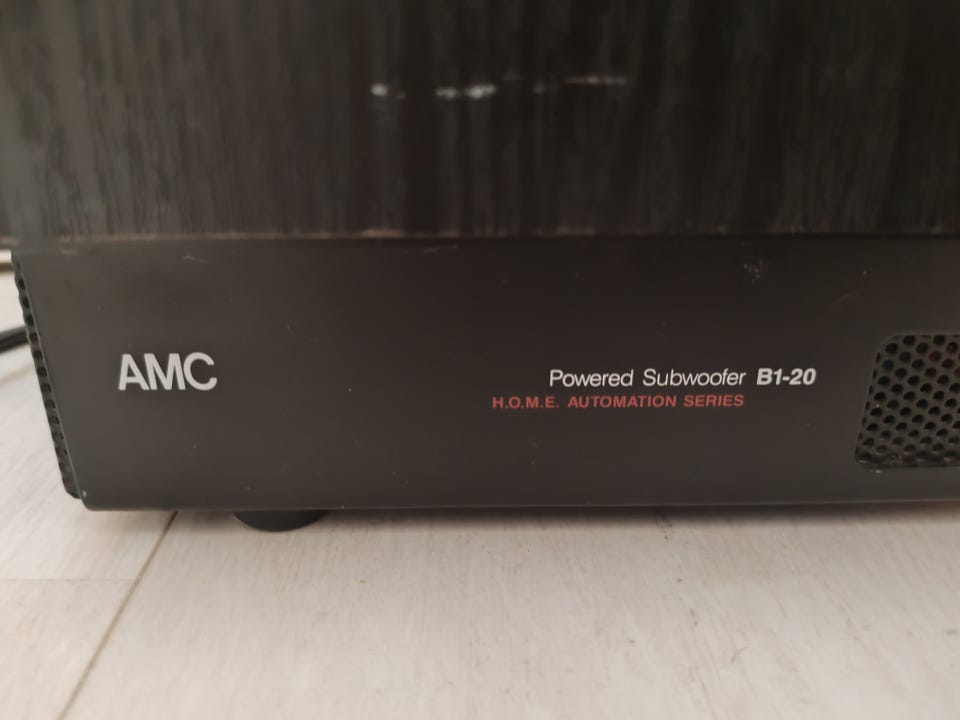 AMC
Powered Subwoofer B1-20
H.O.M.E. AUTOMATION SERIES